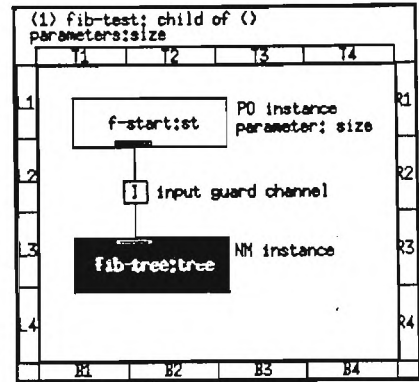 (1) fib-test: child of ()
parameters:size
T1 T2 T3 T4
L1 R1
f-start:st PO instance
parameter: size
L2 R2
I input guard channel
L3 R3
fib-tree:tree NM instance
L4 R4
B1 B2 B3 B4